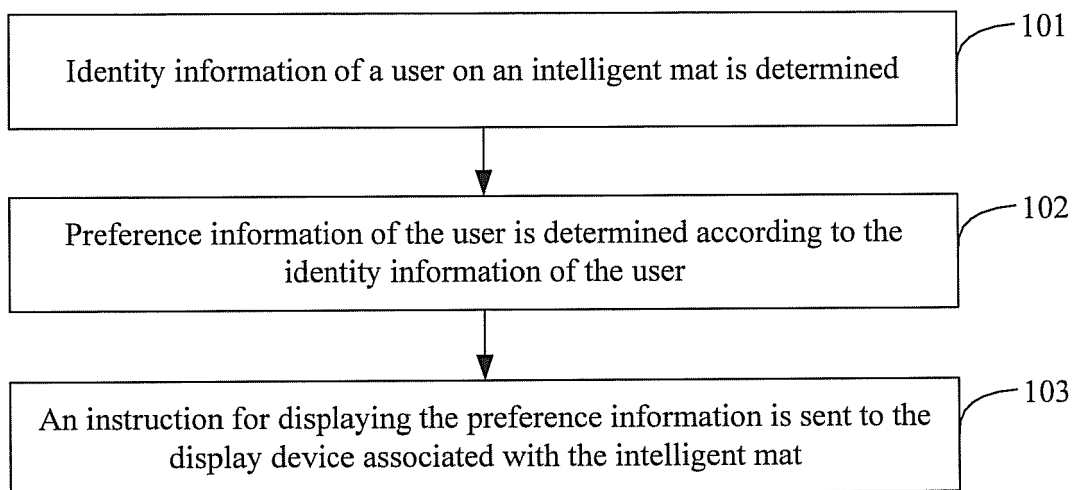 101
Identity information of a user on an intelligent mat is determined
102
Preference information of the user is determined according to the
identity information of the user
103
An instruction for displaying the preference information is sent to the
display device associated with the intelligent mat